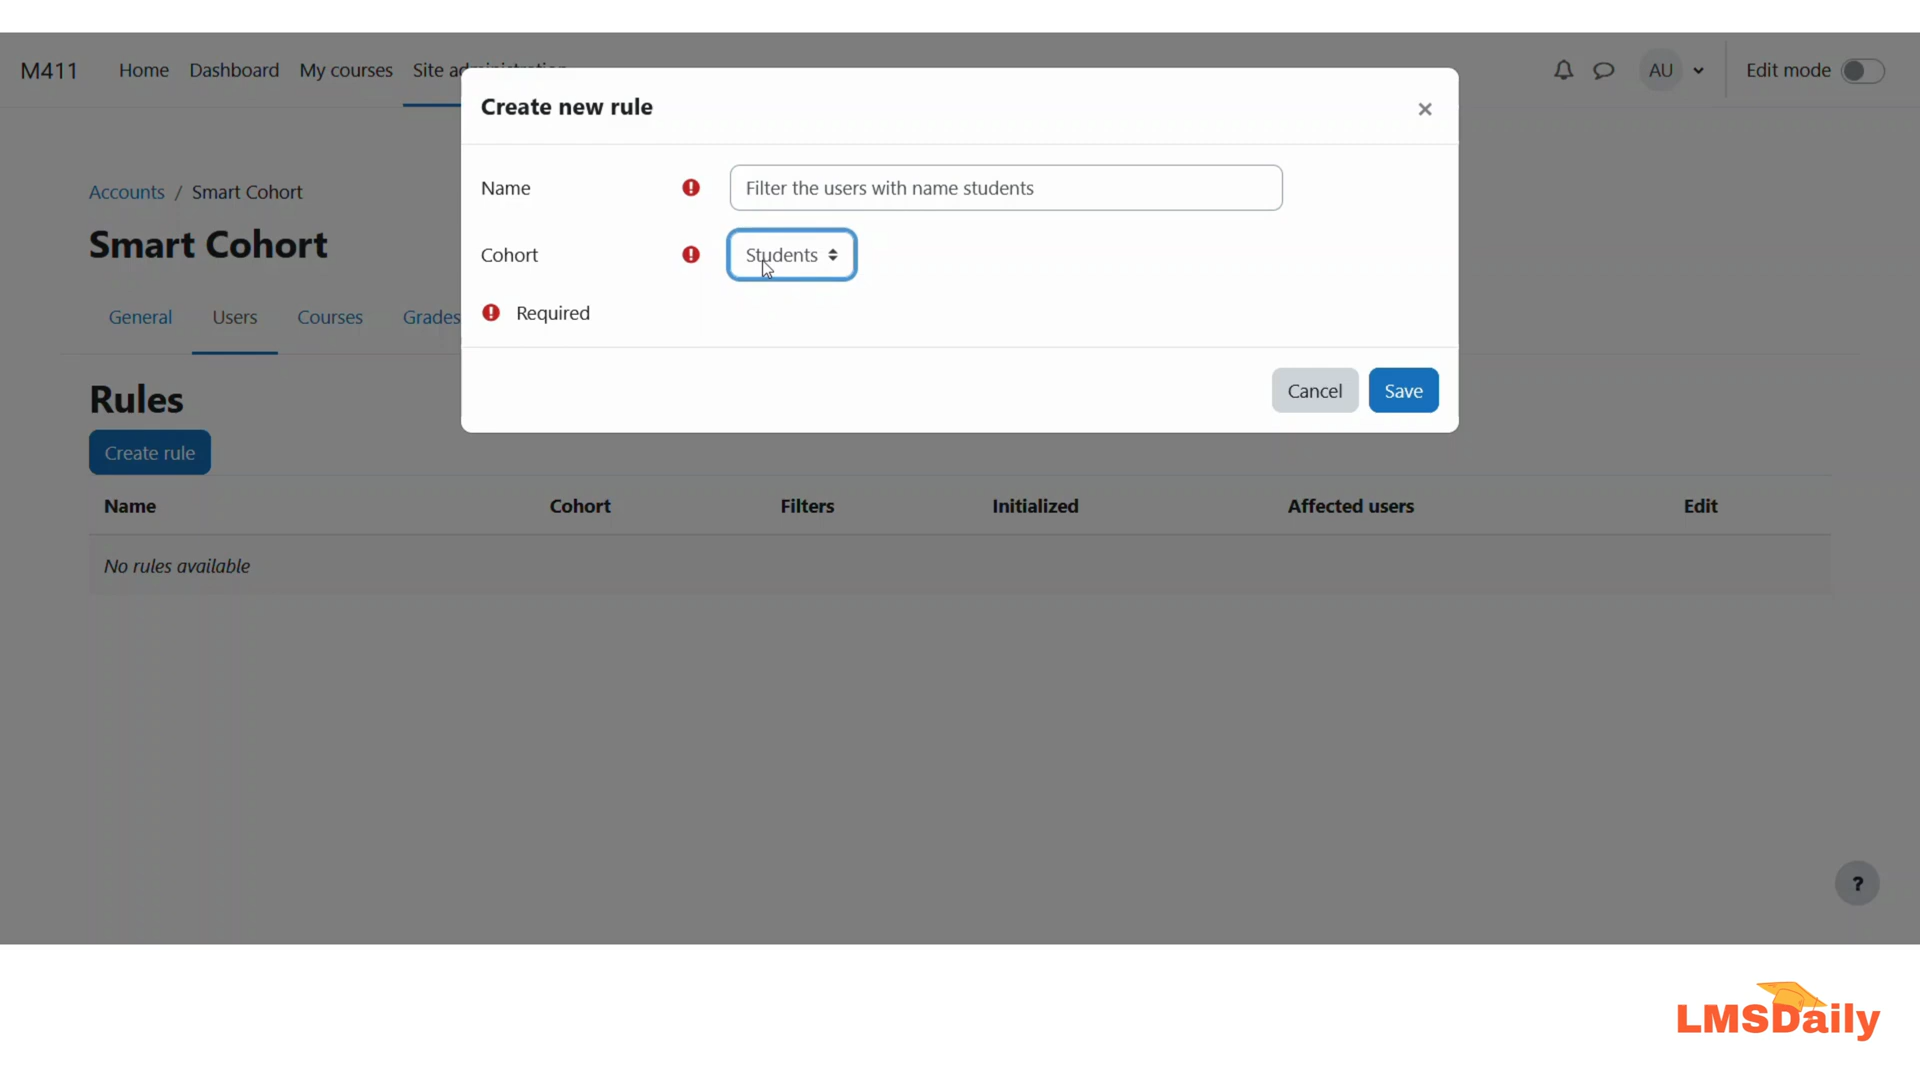 M411
Home
Dashboard
My courses
Site administration
AU
Edit mode
Create new rule
×
Name
Filter the users with name students
Cohort
Students
Required
Cancel
Save
Accounts / Smart Cohort
Smart Cohort
General
Users
Courses
Grades
Rules
Create rule
Name
Cohort
Filters
Initialized
Affected users
Edit
No rules available
?
LMSDaily